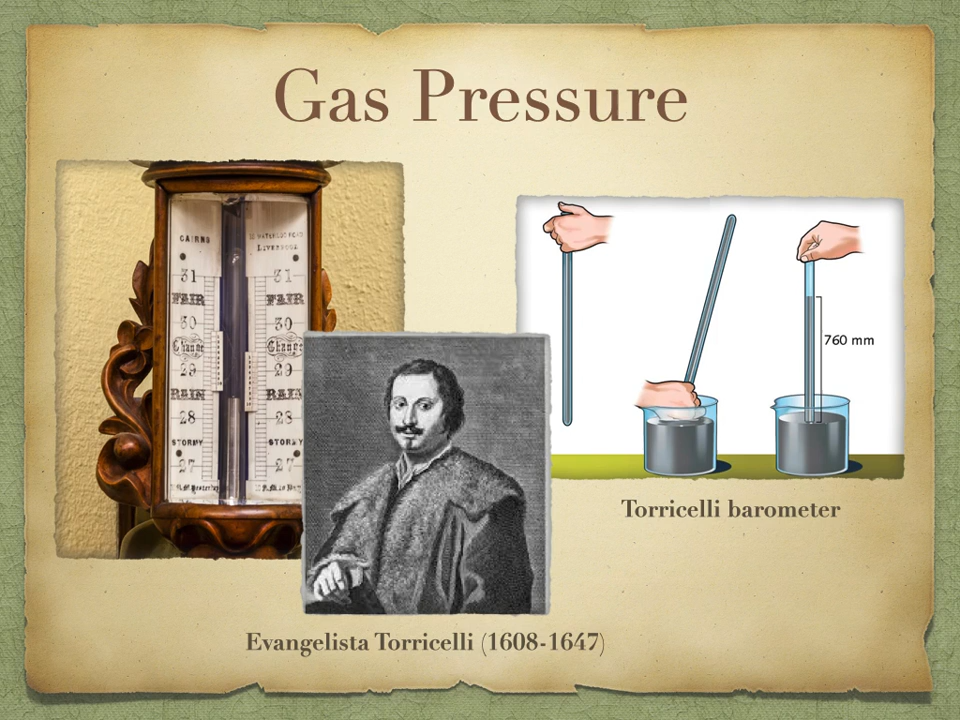 Gas Pressure
CAIRNS
LIVERPOOL
31 31
FAIR FAIR
30 30
Change Change
29 29
RAIN RAIN
28 28
STORMY STORMY
27 27
760 mm
Torricelli barometer
Evangelista Torricelli (1608-1647)